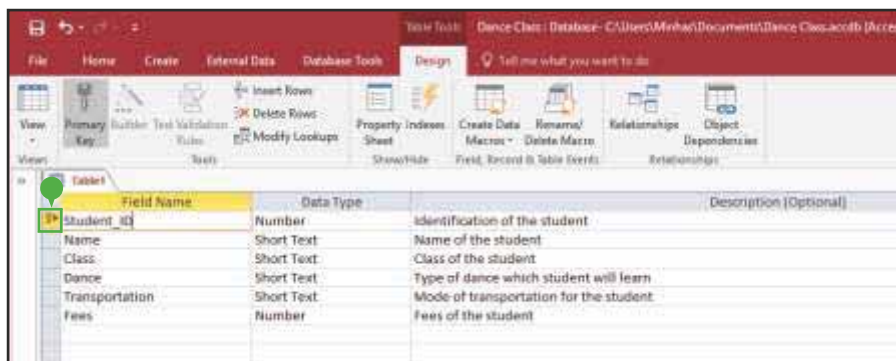 Table Tools Dance Class : Database- C:\Users\Minhas\Documents\Dance Class.accdb (Acces
File Home Create External Data Database Tools Design Tell me what you want to do
Insert Rows
Delete Rows
Modify Lookups
View Primary Key Builder Test Validation Rules Property Sheet Indexes Create Data Macros Rename/ Delete Macro Relationships Object Dependencies
Views Tools Show/Hide Field, Record & Table Events Relationships
Table1
Field Name Data Type Description (Optional)
Student_ID Number Identification of the student
Name Short Text Name of the student
Class Short Text Class of the student
Dance Short Text Type of dance which student will learn
Transportation Short Text Mode of transportation for the student
Fees Number Fees of the student